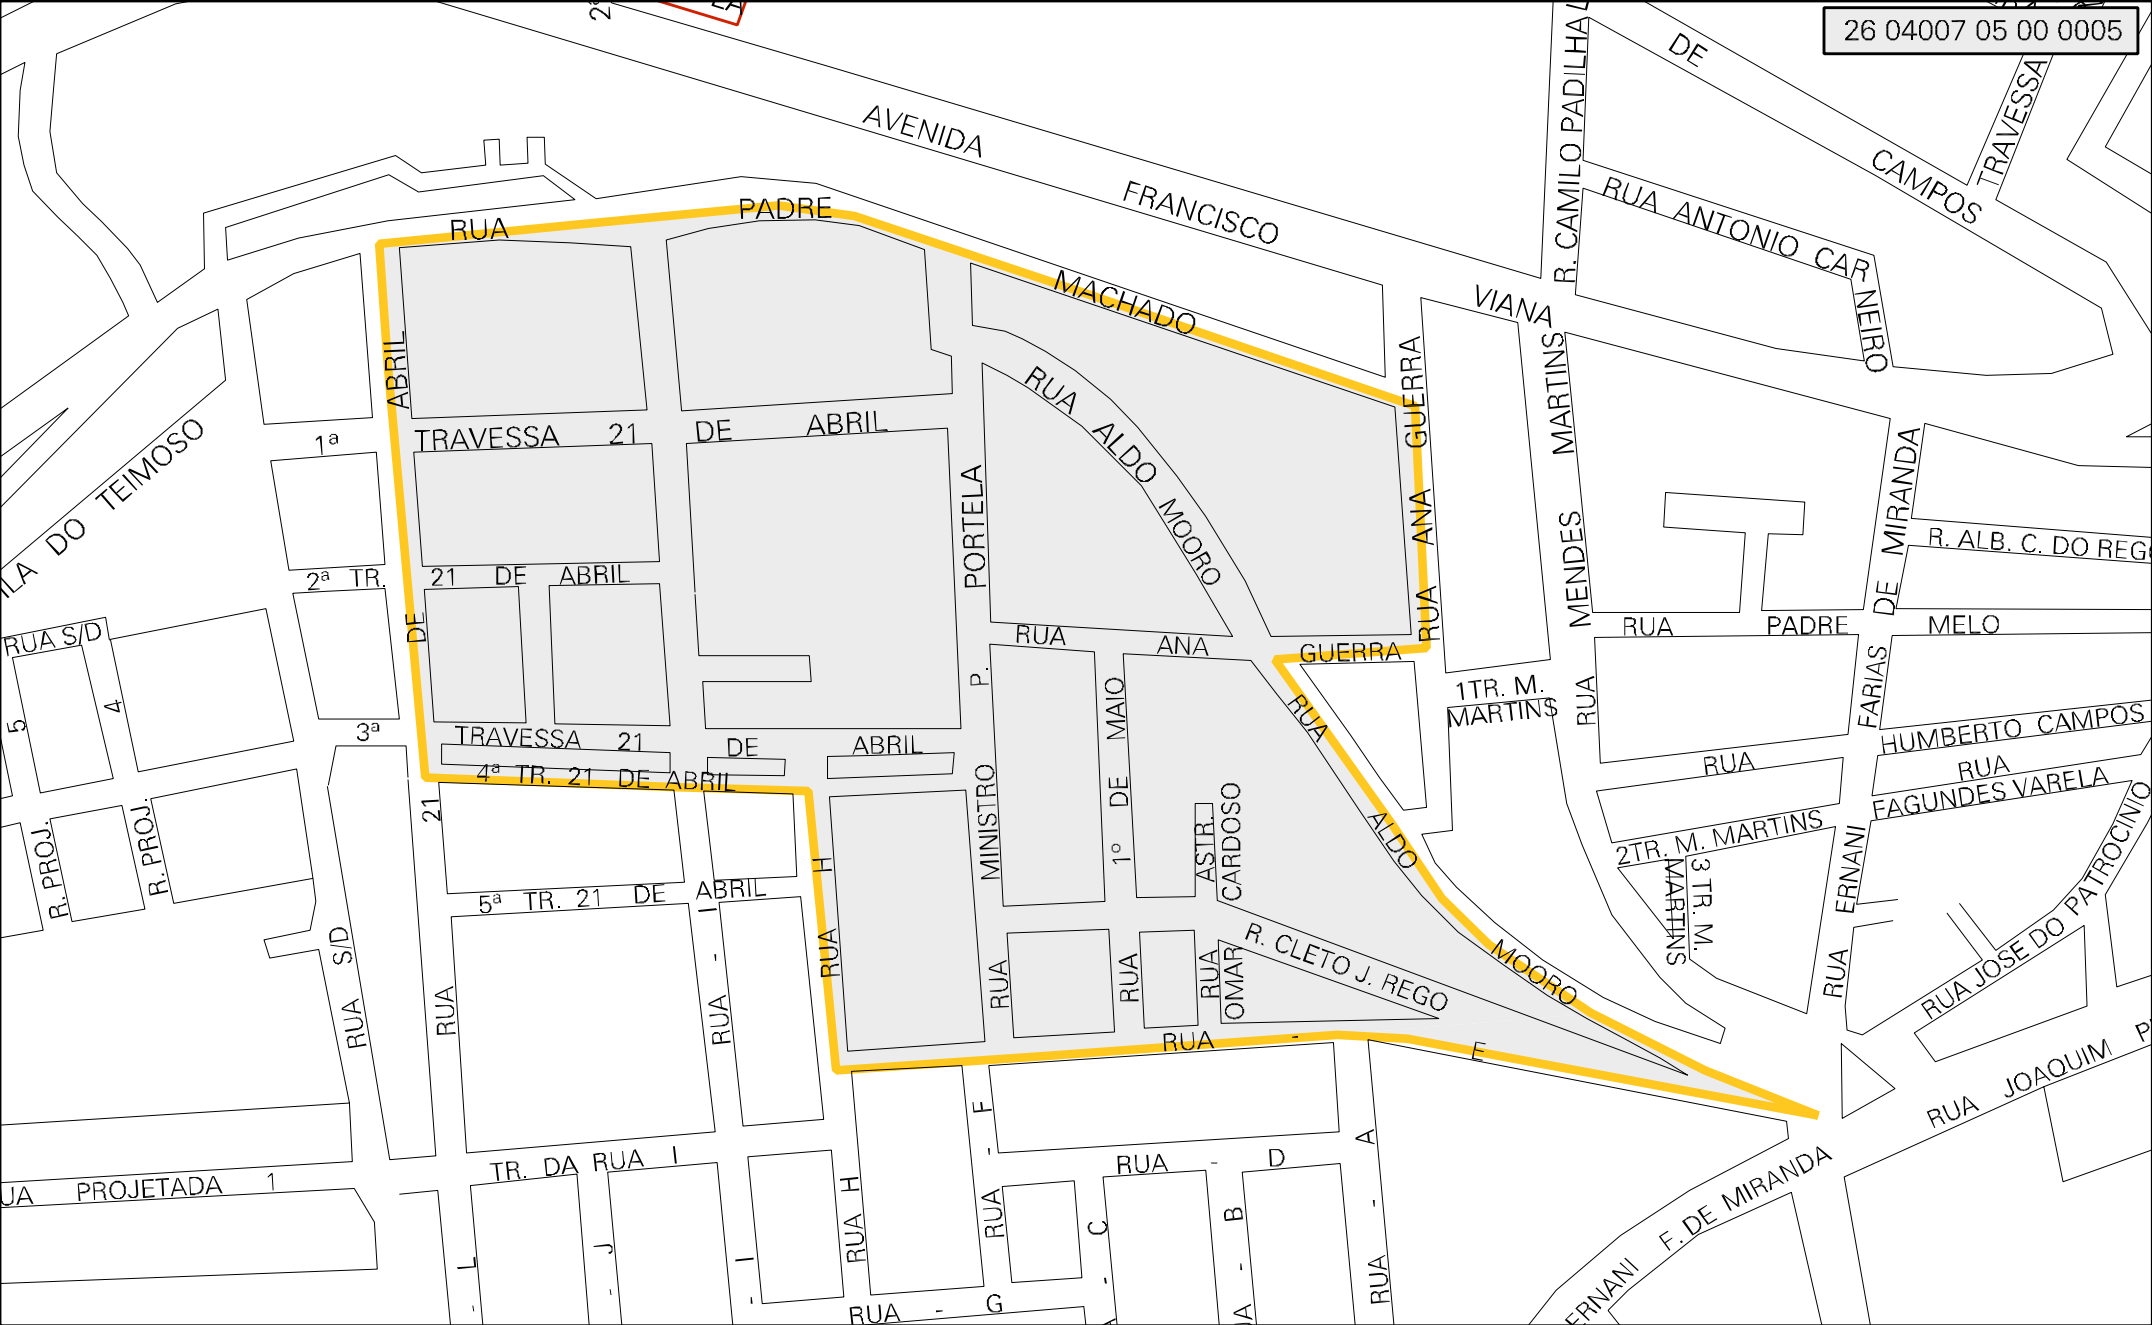 26 04007 05 00 0005
DE
CAMPOS
TRAVESSA
AVENIDA
FRANCISCO
VIANA
R. CAMILO PADILHA
RUA ANTONIO CAR
NEIRO
RUA
PADRE
MACHADO
ABRIL
DE
21
RUA
1ª
TRAVESSA 21 DE ABRIL
2ª TR. 21 DE ABRIL
3ª
TRAVESSA 21 DE ABRIL
4ª TR. 21 DE ABRIL
5ª TR. 21 DE ABRIL
DO TEIMOSO
RUA S/D
5
4
R. PROJ.
R. PROJ.
RUA S/D
PROJETADA 1
TR. DA RUA I
RUA - I
RUA H
RUA H
RUA ALDO MOORO
PORTELA
P.
MINISTRO
RUA
RUA ANA GUERRA
RUA ANA GUERRA
MENDES MARTINS
RUA
1TR. M.
MARTINS
RUA ALDO MOORO
1º DE MAIO
RUA
ASTR.
CARDOSO
RUA
OMAR
R. CLETO J. REGO
RUA - E
RUA - F
RUA - D
RUA - A
- B
- C
RUA - G
- L
- J
- I
RUA PADRE MELO
R. ALB. C. DO REGO
RUA ERNANI FARIAS DE MIRANDA
RUA
HUMBERTO CAMPOS
RUA
FAGUNDES VARELA
2TR. M. MARTINS
3 TR. M.
MARTINS
RUA JOSE DO PATROCINIO
RUA JOAQUIM
F. DE MIRANDA